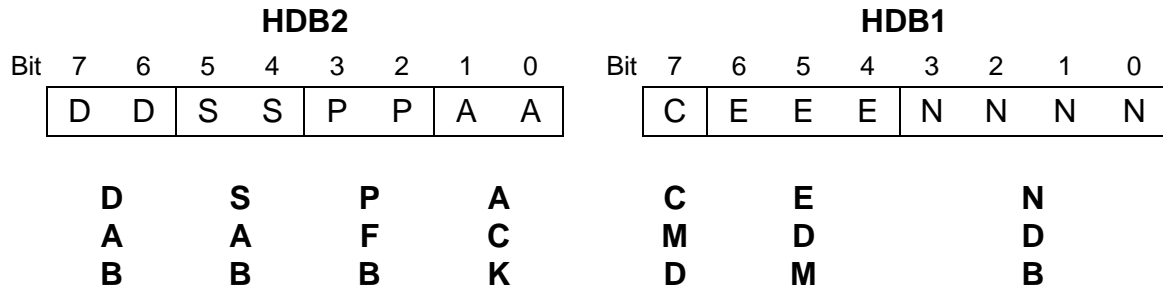 HDB2 HDB1
Bit 7 6 5 4 3 2 1 0 Bit 7 6 5 4 3 2 1 0
D D S S P P A A C E E E N N N N
D S P A C E N
A A F C M D D
B B B K D M B